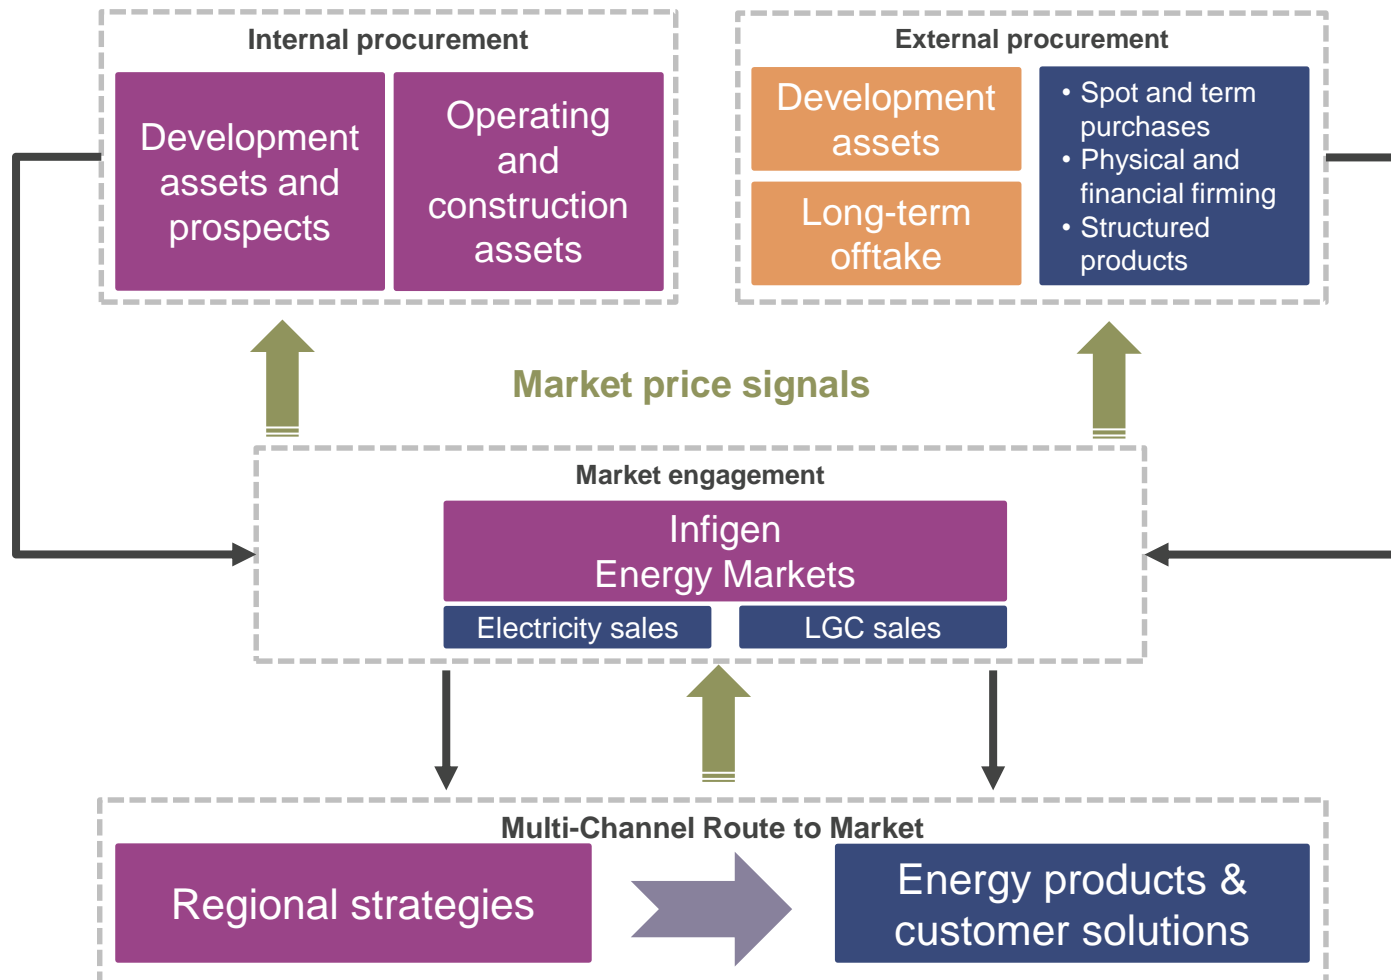 Internal procurement
Development
assets and
prospects
Operating
and
construction
assets
External procurement
Development
assets
Long-term
offtake
• Spot and term
purchases
• Physical and
financial firming
• Structured
products
Market price signals
Market engagement
Infigen
Energy Markets
Electricity sales
LGC sales
Multi-Channel Route to Market
Regional strategies
Energy products &
customer solutions